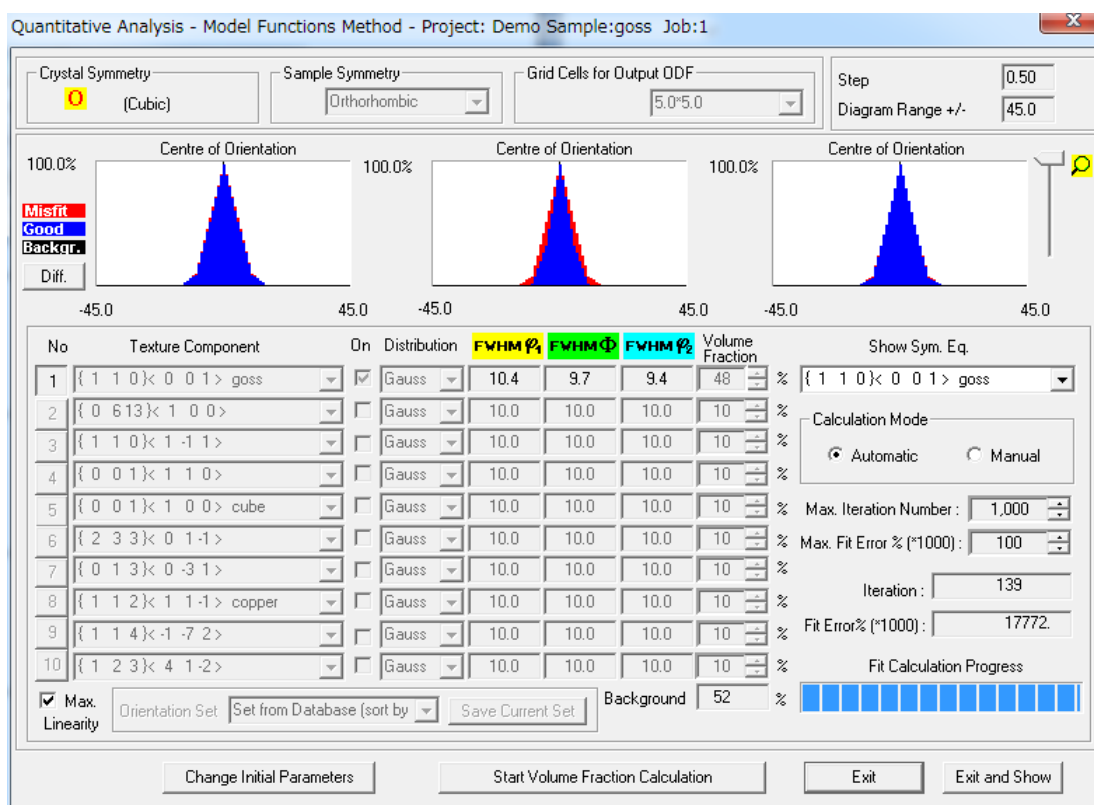 Quantitative Analysis - Model Functions Method - Project: Demo Sample:goss Job:1
Crystal Symmetry
O (Cubic)
Sample Symmetry
Orthorhombic
Grid Cells for Output ODF
5.0*5.0
Step 0.50
Diagram Range +/- 45.0
Centre of Orientation Centre of Orientation Centre of Orientation
100.0% 100.0% 100.0%
Misfit
Good
Backgr.
Diff.
-45.0 45.0 -45.0 45.0 -45.0 45.0
No Texture Component On Distribution FWHM φ1 FWHM Φ FWHM φ2 Volume Fraction Show Sym. Eq.
1 { 1 1 0}< 0 0 1> goss Gauss 10.4 9.7 9.4 48 % { 1 1 0}< 0 0 1> goss
2 { 0 613}< 1 0 0> Gauss 10.0 10.0 10.0 10 %
3 { 1 1 0}< 1 -1 1> Gauss 10.0 10.0 10.0 10 %
4 { 0 0 1}< 1 1 0> Gauss 10.0 10.0 10.0 10 %
5 { 0 0 1}< 1 0 0> cube Gauss 10.0 10.0 10.0 10 %
6 { 2 3 3}< 0 1-1> Gauss 10.0 10.0 10.0 10 %
7 { 0 1 3}< 0 -3 1> Gauss 10.0 10.0 10.0 10 %
8 { 1 1 2}< 1 1-1> copper Gauss 10.0 10.0 10.0 10 %
9 { 1 1 4}<-1 -7 2> Gauss 10.0 10.0 10.0 10 %
10 { 1 2 3}< 4 1-2> Gauss 10.0 10.0 10.0 10 %
Calculation Mode
Automatic Manual
Max. Iteration Number : 1,000
Max. Fit Error % (*1000) : 100
Iteration : 139
Fit Error% (*1000) : 17772.
Fit Calculation Progress
Max. Linearity
Orientation Set Set from Database (sort by Save Current Set
Background 52 %
Change Initial Parameters Start Volume Fraction Calculation Exit Exit and Show